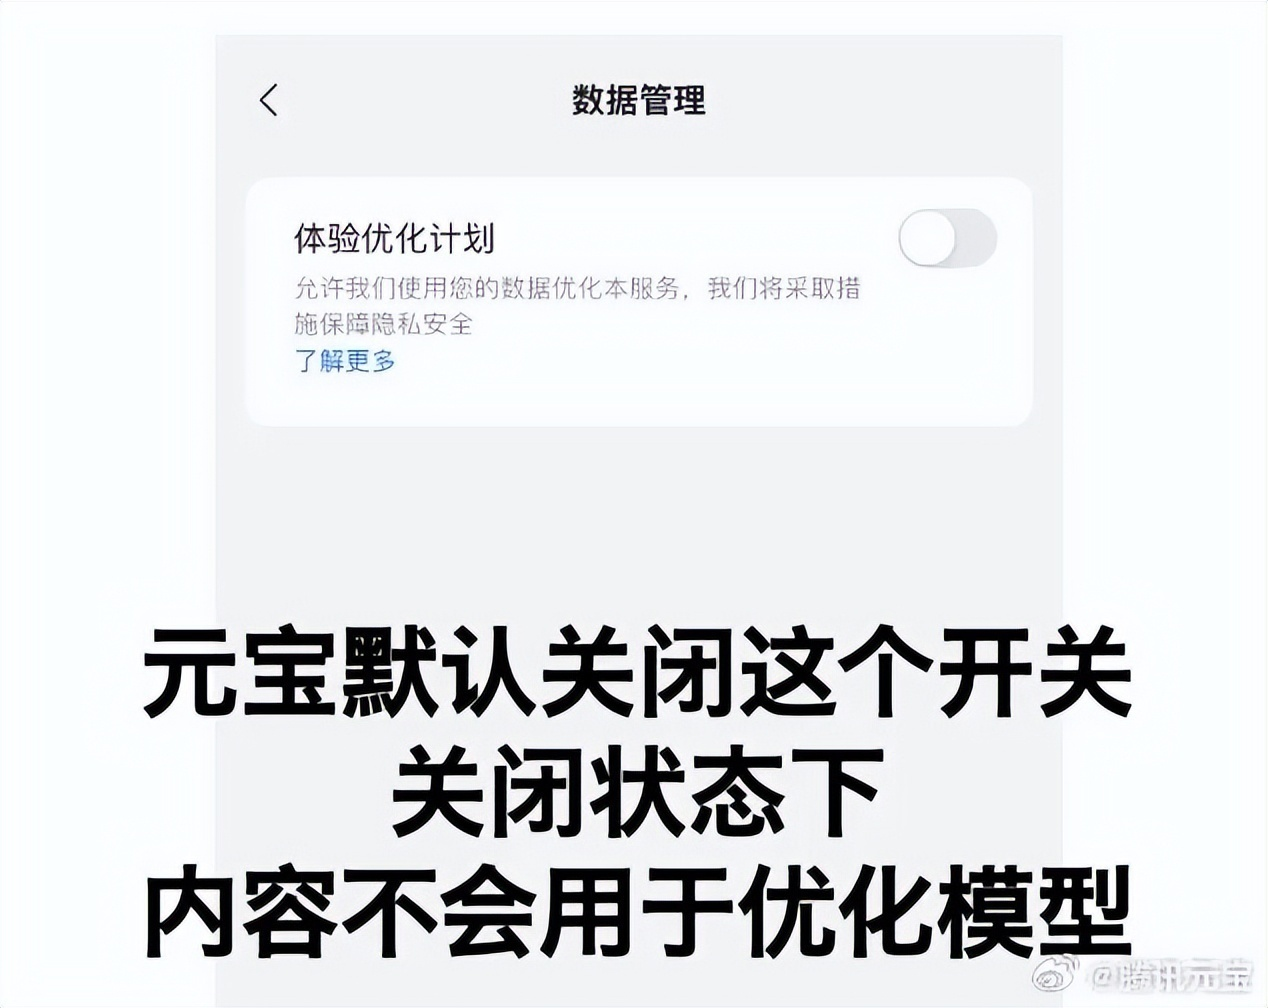 数据管理
体验优化计划
允许我们使用您的数据优化本服务，我们将采取措
施保障隐私安全
了解更多
元宝默认关闭这个开关
关闭状态下
内容不会用于优化模型
@腾讯元宝